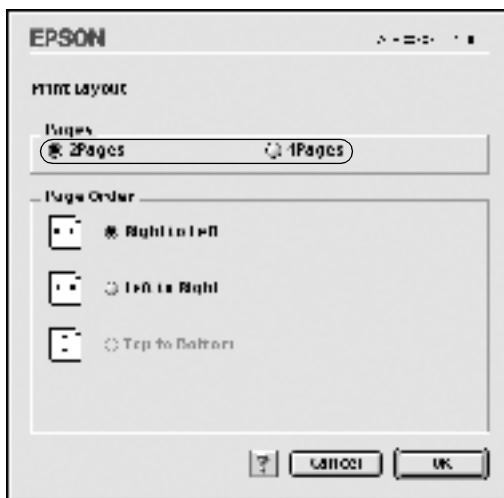 EPSON
Print Layout
Pages
2Pages 4Pages
Page Order
Right to Left
Left to Right
Top to Bottom
? Cancel OK